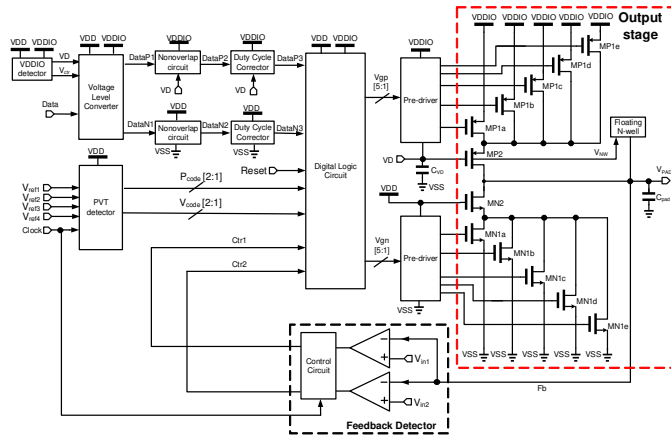 VDDIO VDDIO VDDIO VDDIO VDDIO
Output
stage
VDD VDDIO
VDDIO
detector
VD
Vctr
VDD VDDIO
Voltage
Level
Converter
Data
DataP1
VDDIO
Nonoverlap
circuit
VD
DataP2
VDDIO
Duty Cycle
Corrector
VD
DataP3
DataN1
VDD
Nonoverlap
circuit
VSS
DataN2
VDD
Duty Cycle
Corrector
VSS
DataN3
VDD VDDIO
Digital Logic
Circuit
Reset
Vgp
[5:1]
VDDIO
Pre-driver
VD
CVD
VSS
MP1e
MP1d
MP1c
MP1b
MP1a
MP2
Floating
N-well
VNW
VPAD
Cpad
VDD
PVT
detector
Vref1
Vref2
Vref3
Vref4
Clock
Pcode [2:1]
Vcode [2:1]
Ctr1
Ctr2
Vgn
[5:1]
VDD
Pre-driver
VSS
MN2
MN1a
MN1b
MN1c
MN1d
MN1e
VSS VSS VSS VSS VSS
Control
Circuit
−
+
Vin1
−
+
Vin2
Fb
Feedback Detector